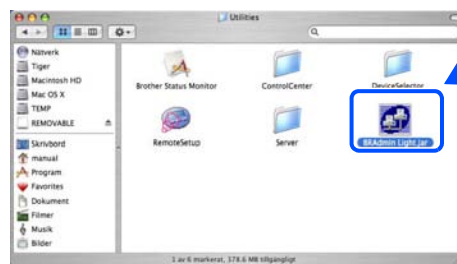 Utilities
Nätverk
Tiger
Macintosh HD
Mac OS X
TEMP
REMOVABLE
Skrivbord
manual
Program
Favorites
Dokument
Filmer
Musik
Bilder
Brother Status Monitor
ControlCenter
DeviceSelector
RemoteSetup
Server
BRAdmin Light.jar
1 av 6 markerat, 178.6 MB tillgängligt